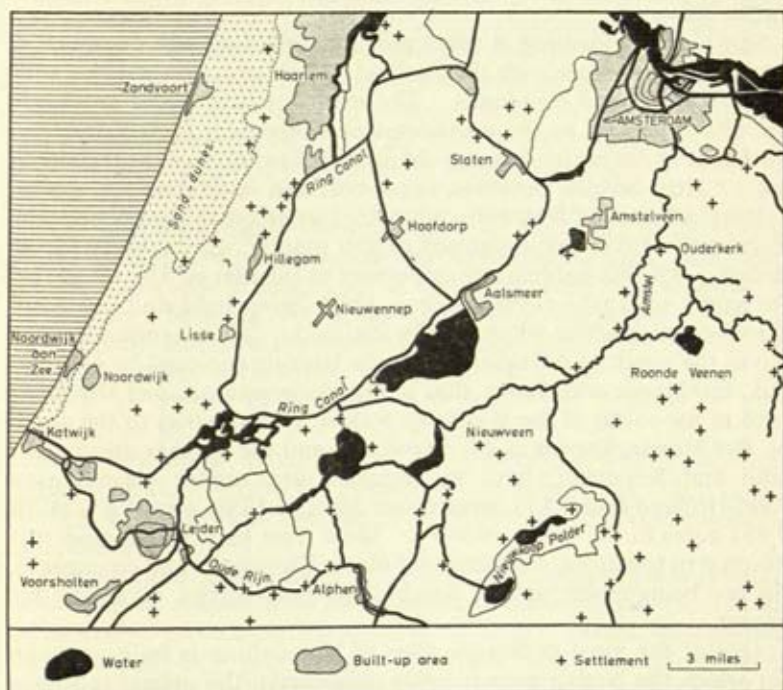 Zandvoort
Haarlem
AMSTERDAM
Sand-dunes
Ring Canal
Sloten
Hoofdorp
Amstelveen
Ouderkerk
Hillegom
Nieuwennep
Aalsmeer
Amstel
Lisse
Noordwijk
aan
Zee
Noordwijk
Roonde Veenen
Ring Canal
Katwijk
Nieuwveen
Leiden
Oude Rijn
Nieuwkoop Polder
Voorsholten
Alphen
Water
Built-up area
+ Settlement
3 miles